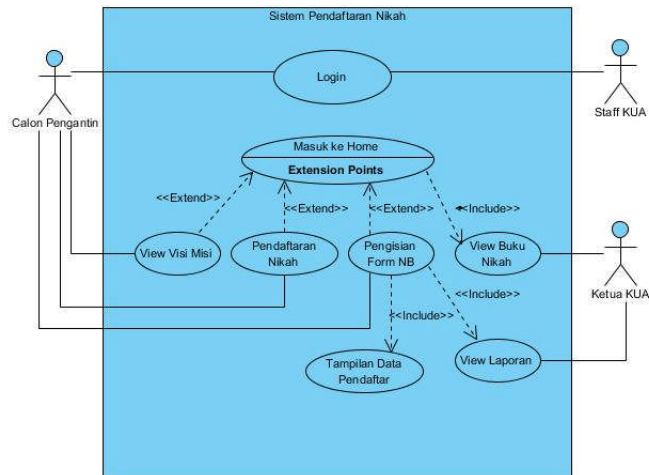 Sistem Pendaftaran Nikah
Login
Calon Pengantin
Staff KUA
Masuk ke Home
Extension Points
<<Extend>>
<<Extend>>
<<Extend>>
<<Include>>
View Visi Misi
Pendaftaran
Nikah
Pengisian
Form NB
View Buku
Nikah
Ketua KUA
<<Include>>
<<Include>>
Tampilan Data
Pendaftar
View Laporan